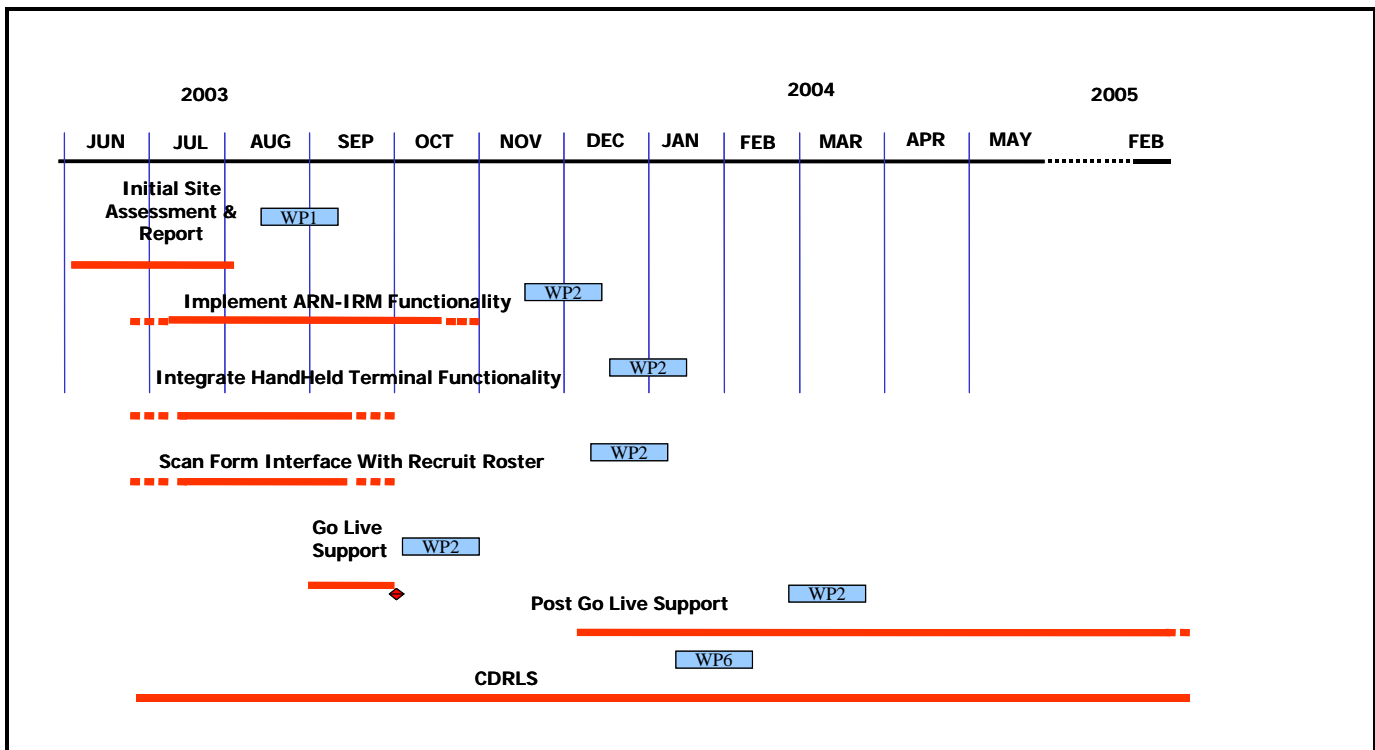 2003
2004
2005
JUN JUL AUG SEP OCT NOV DEC JAN FEB MAR APR MAY FEB
Initial Site
Assessment &
Report
WP1
WP2
Implement ARN-IRM Functionality
WP2
Integrate HandHeld Terminal Functionality
WP2
Scan Form Interface With Recruit Roster
Go Live
Support
WP2
WP2
Post Go Live Support
WP6
CDRLS